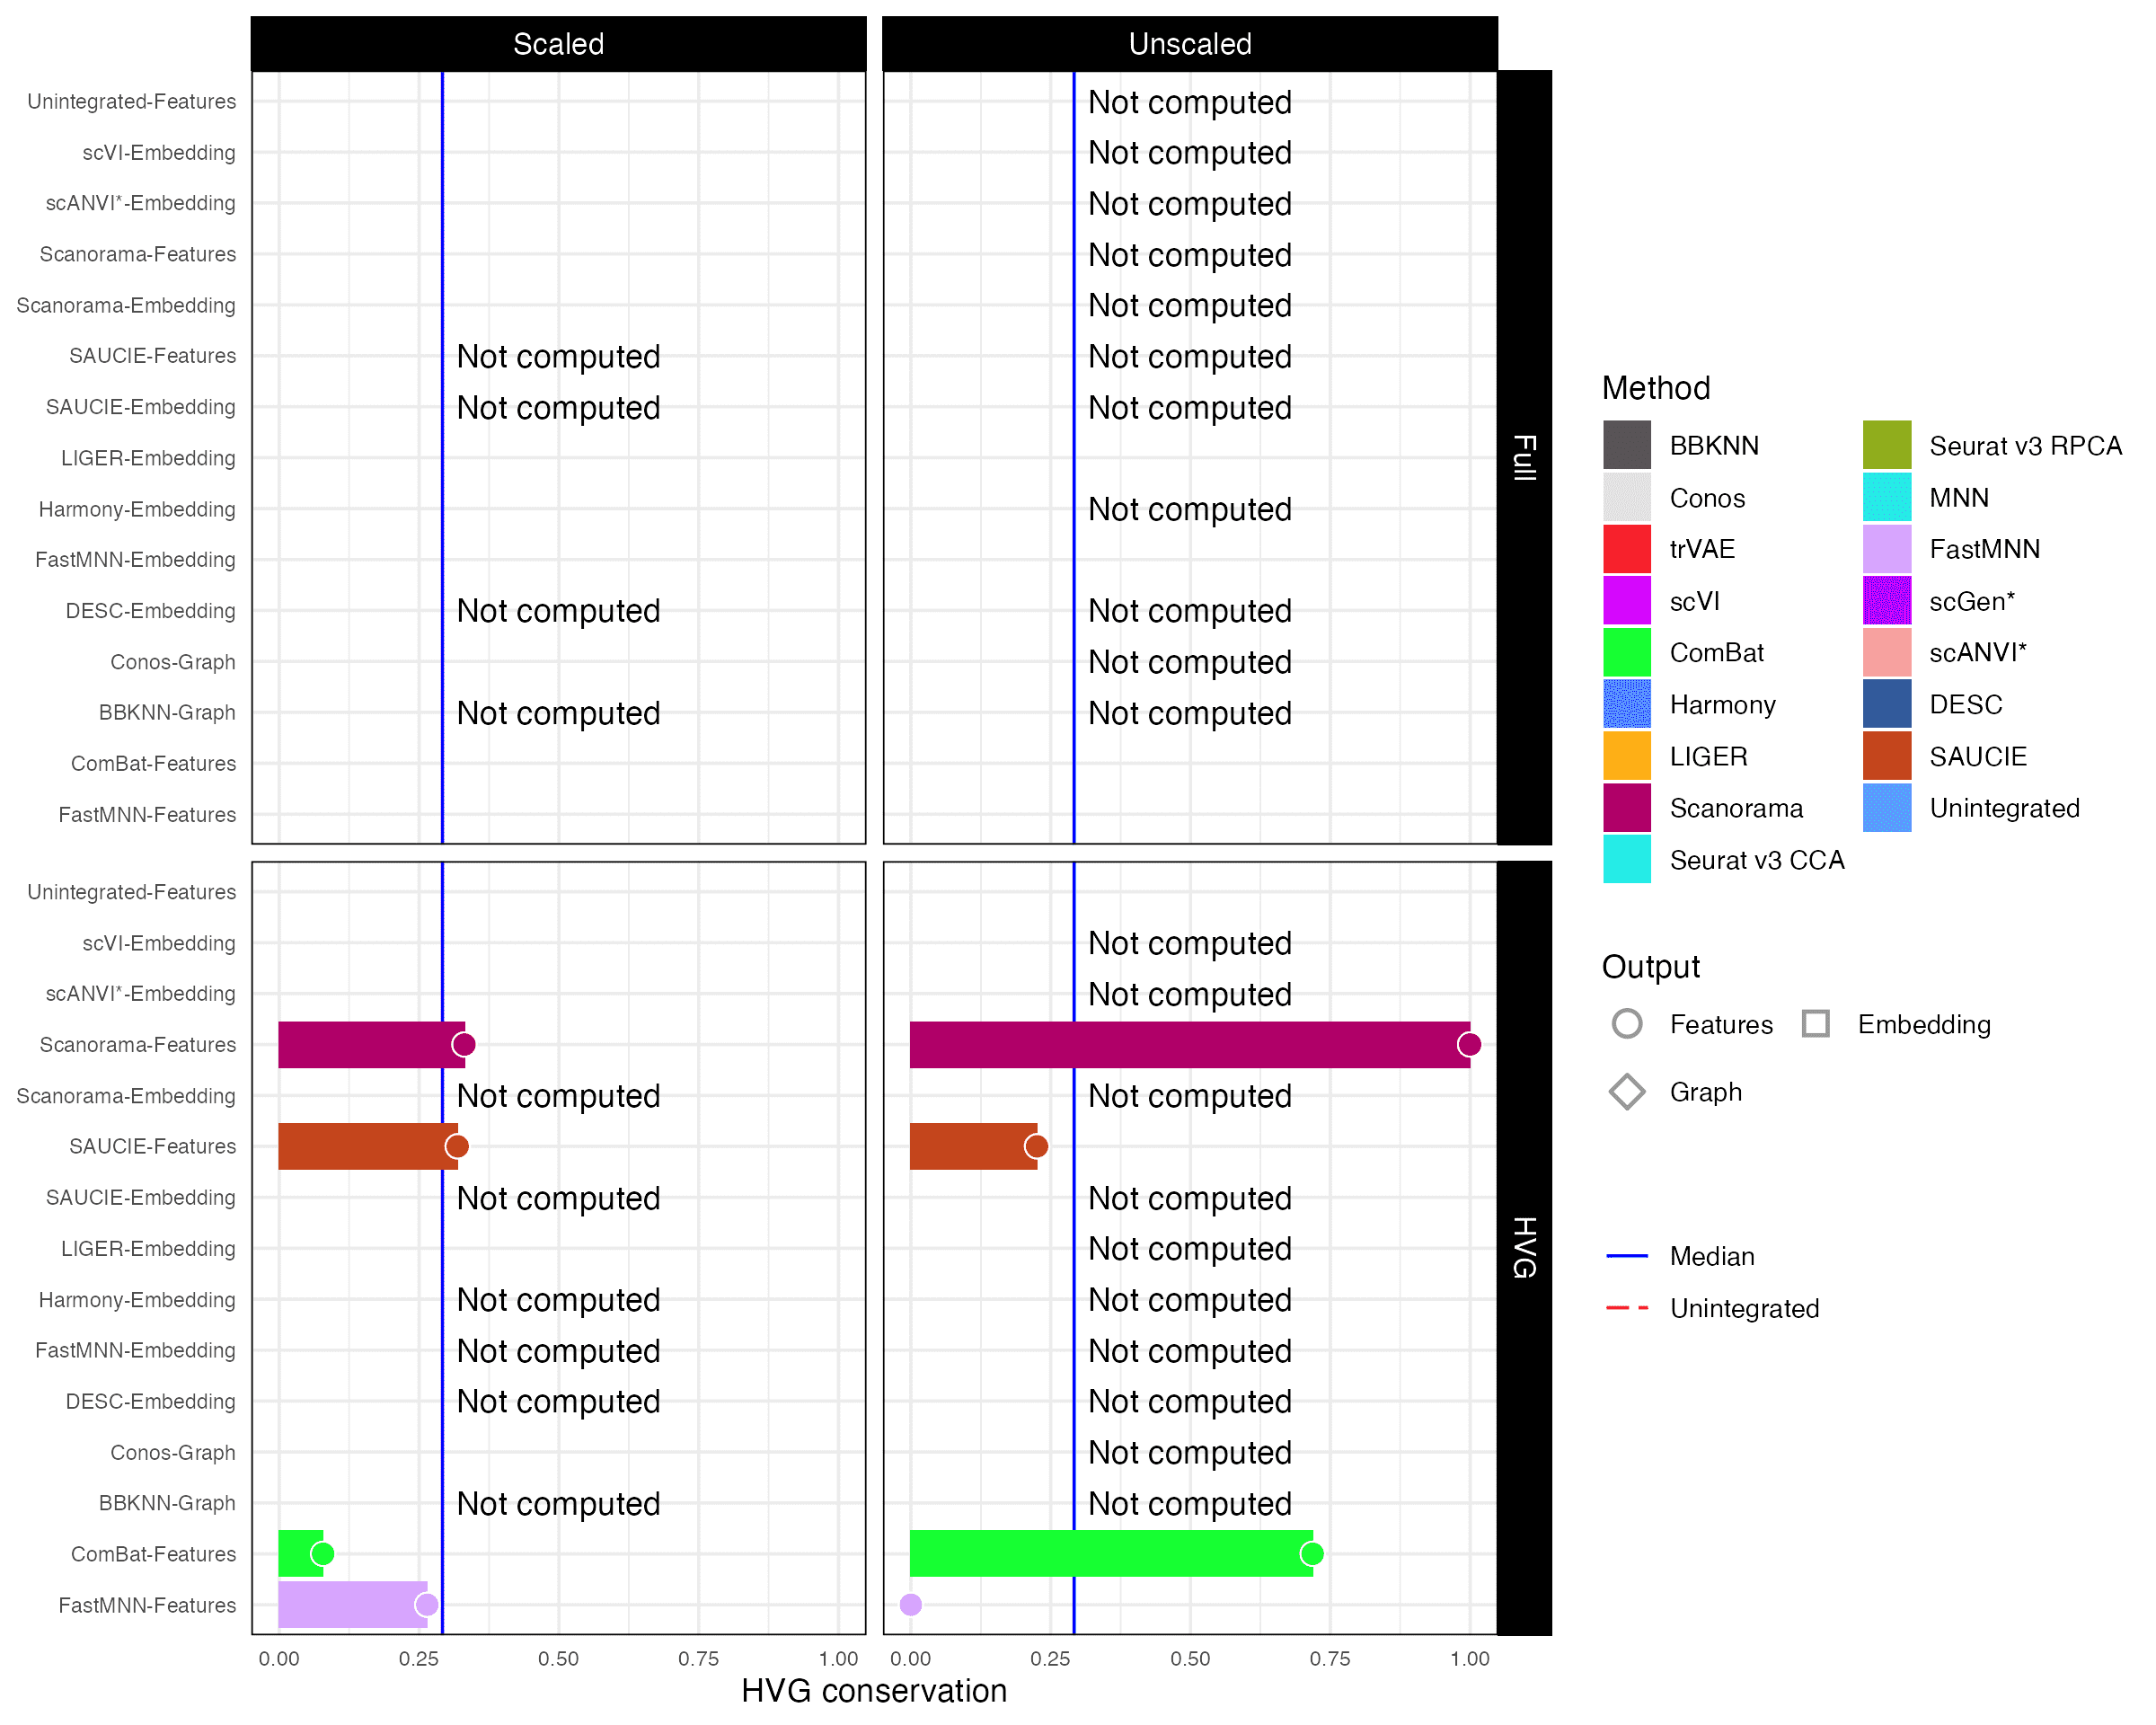 Scaled
Unscaled
Full
Unintegrated-Features
Not computed
scVI-Embedding
Not computed
scANVI*-Embedding
Not computed
Scanorama-Features
Not computed
Scanorama-Embedding
Not computed
SAUCIE-Features
Not computed
Not computed
SAUCIE-Embedding
Not computed
Not computed
LIGER-Embedding
Harmony-Embedding
Not computed
FastMNN-Embedding
DESC-Embedding
Not computed
Not computed
Conos-Graph
Not computed
BBKNN-Graph
Not computed
Not computed
ComBat-Features
FastMNN-Features
HVG
Unintegrated-Features
scVI-Embedding
Not computed
scANVI*-Embedding
Not computed
Scanorama-Features
Scanorama-Embedding
Not computed
Not computed
SAUCIE-Features
SAUCIE-Embedding
Not computed
Not computed
LIGER-Embedding
Not computed
Harmony-Embedding
Not computed
Not computed
FastMNN-Embedding
Not computed
Not computed
DESC-Embedding
Not computed
Not computed
Conos-Graph
Not computed
BBKNN-Graph
Not computed
Not computed
ComBat-Features
FastMNN-Features
0.00 0.25 0.50 0.75 1.00
0.00 0.25 0.50 0.75 1.00
HVG conservation
Method
BBKNN
Conos
trVAE
scVI
ComBat
Harmony
LIGER
Scanorama
Seurat v3 CCA
Seurat v3 RPCA
MNN
FastMNN
scGen*
scANVI*
DESC
SAUCIE
Unintegrated
Output
Features
Embedding
Graph
Median
Unintegrated